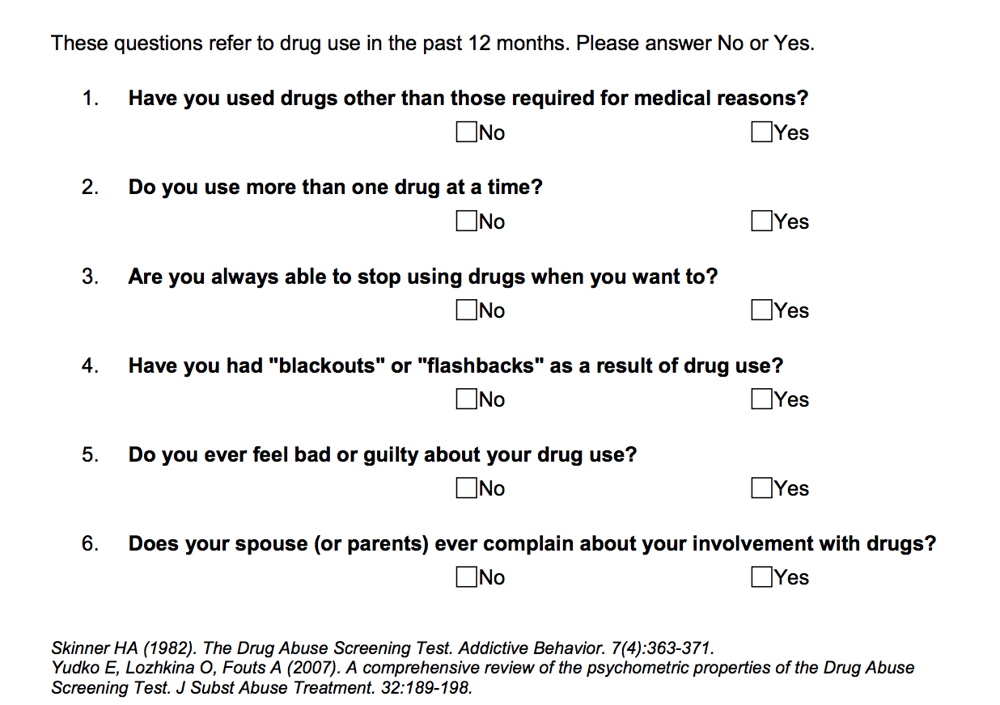 These questions refer to drug use in the past 12 months. Please answer No or Yes.
1. Have you used drugs other than those required for medical reasons?
No Yes
2. Do you use more than one drug at a time?
No Yes
3. Are you always able to stop using drugs when you want to?
No Yes
4. Have you had "blackouts" or "flashbacks" as a result of drug use?
No Yes
5. Do you ever feel bad or guilty about your drug use?
No Yes
6. Does your spouse (or parents) ever complain about your involvement with drugs?
No Yes
Skinner HA (1982). The Drug Abuse Screening Test. Addictive Behavior. 7(4):363-371.
Yudko E, Lozhkina O, Fouts A (2007). A comprehensive review of the psychometric properties of the Drug Abuse
Screening Test. J Subst Abuse Treatment. 32:189-198.